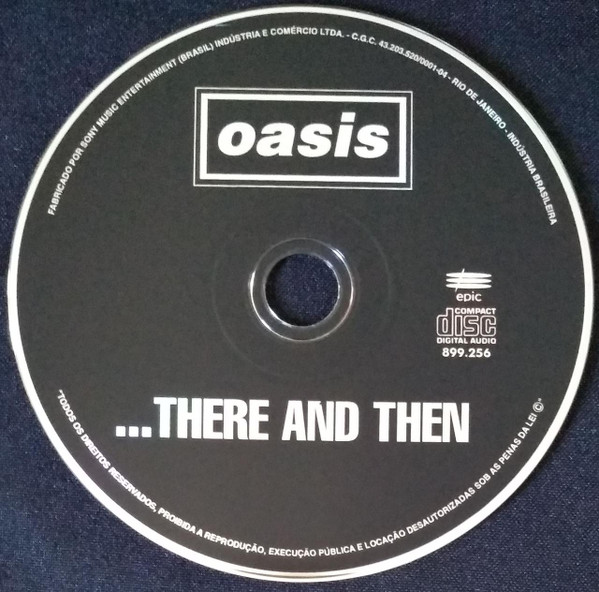 FABRICADO POR SONY MUSIC ENTERTAINMENT (BRASIL) INDÚSTRIA E COMÉRCIO LTDA. - C.G.C. 43.203.520/0001-04 - RIO DE JANEIRO - INDÚSTRIA BRASILEIRA
oasis
epic
COMPACT
disc
DIGITAL AUDIO
899.256
...THERE AND THEN
"TODOS OS DIREITOS RESERVADOS, PROIBIDA A REPRODUÇÃO, EXECUÇÃO PÚBLICA E LOCAÇÃO DESAUTORIZADAS SOB AS PENAS DA LEI ©"